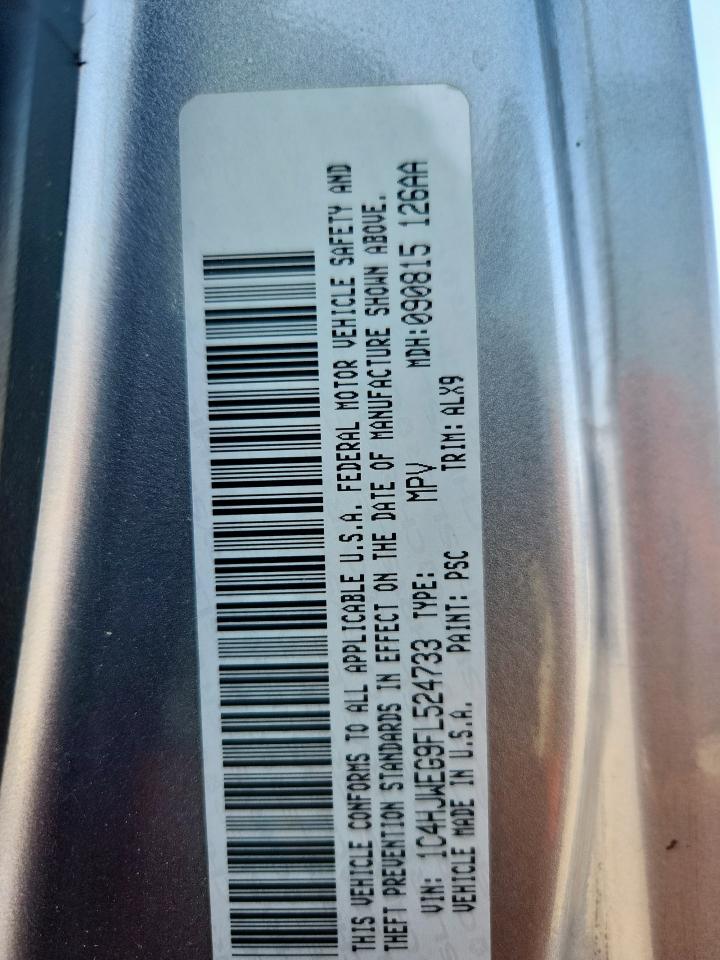 THIS VEHICLE CONFORMS TO ALL APPLICABLE U.S.A. FEDERAL MOTOR VEHICLE SAFETY AND
THEFT PREVENTION STANDARDS IN EFFECT ON THE DATE OF MANUFACTURE SHOWN ABOVE.
VIN: 1C4HJWEG9FL524733 TYPE: MPV MDH:090815 126AA
VEHICLE MADE IN U.S.A. PAINT: PSC TRIM:ALX9